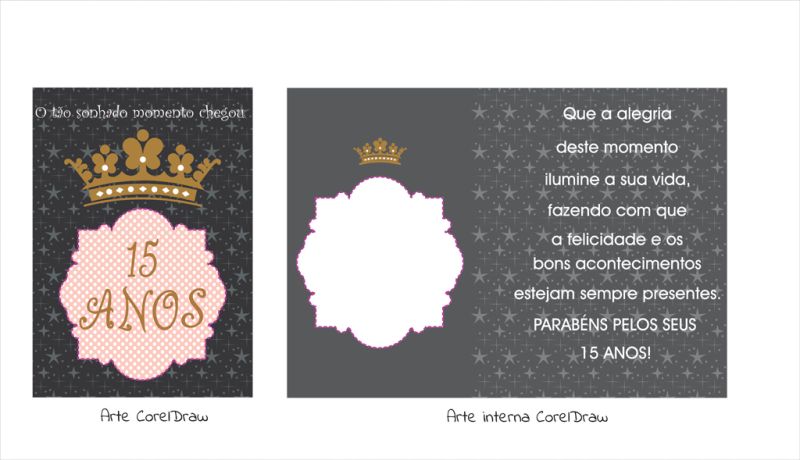 O tão sonhado momento chegou
15
ANOS
Arte CorelDraw
Que a alegria
deste momento
ilumine a sua vida,
fazendo com que
a felicidade e os
bons acontecimentos
estejam sempre presentes.
PARABÉNS PELOS SEUS
15 ANOS!
Arte interna CorelDraw